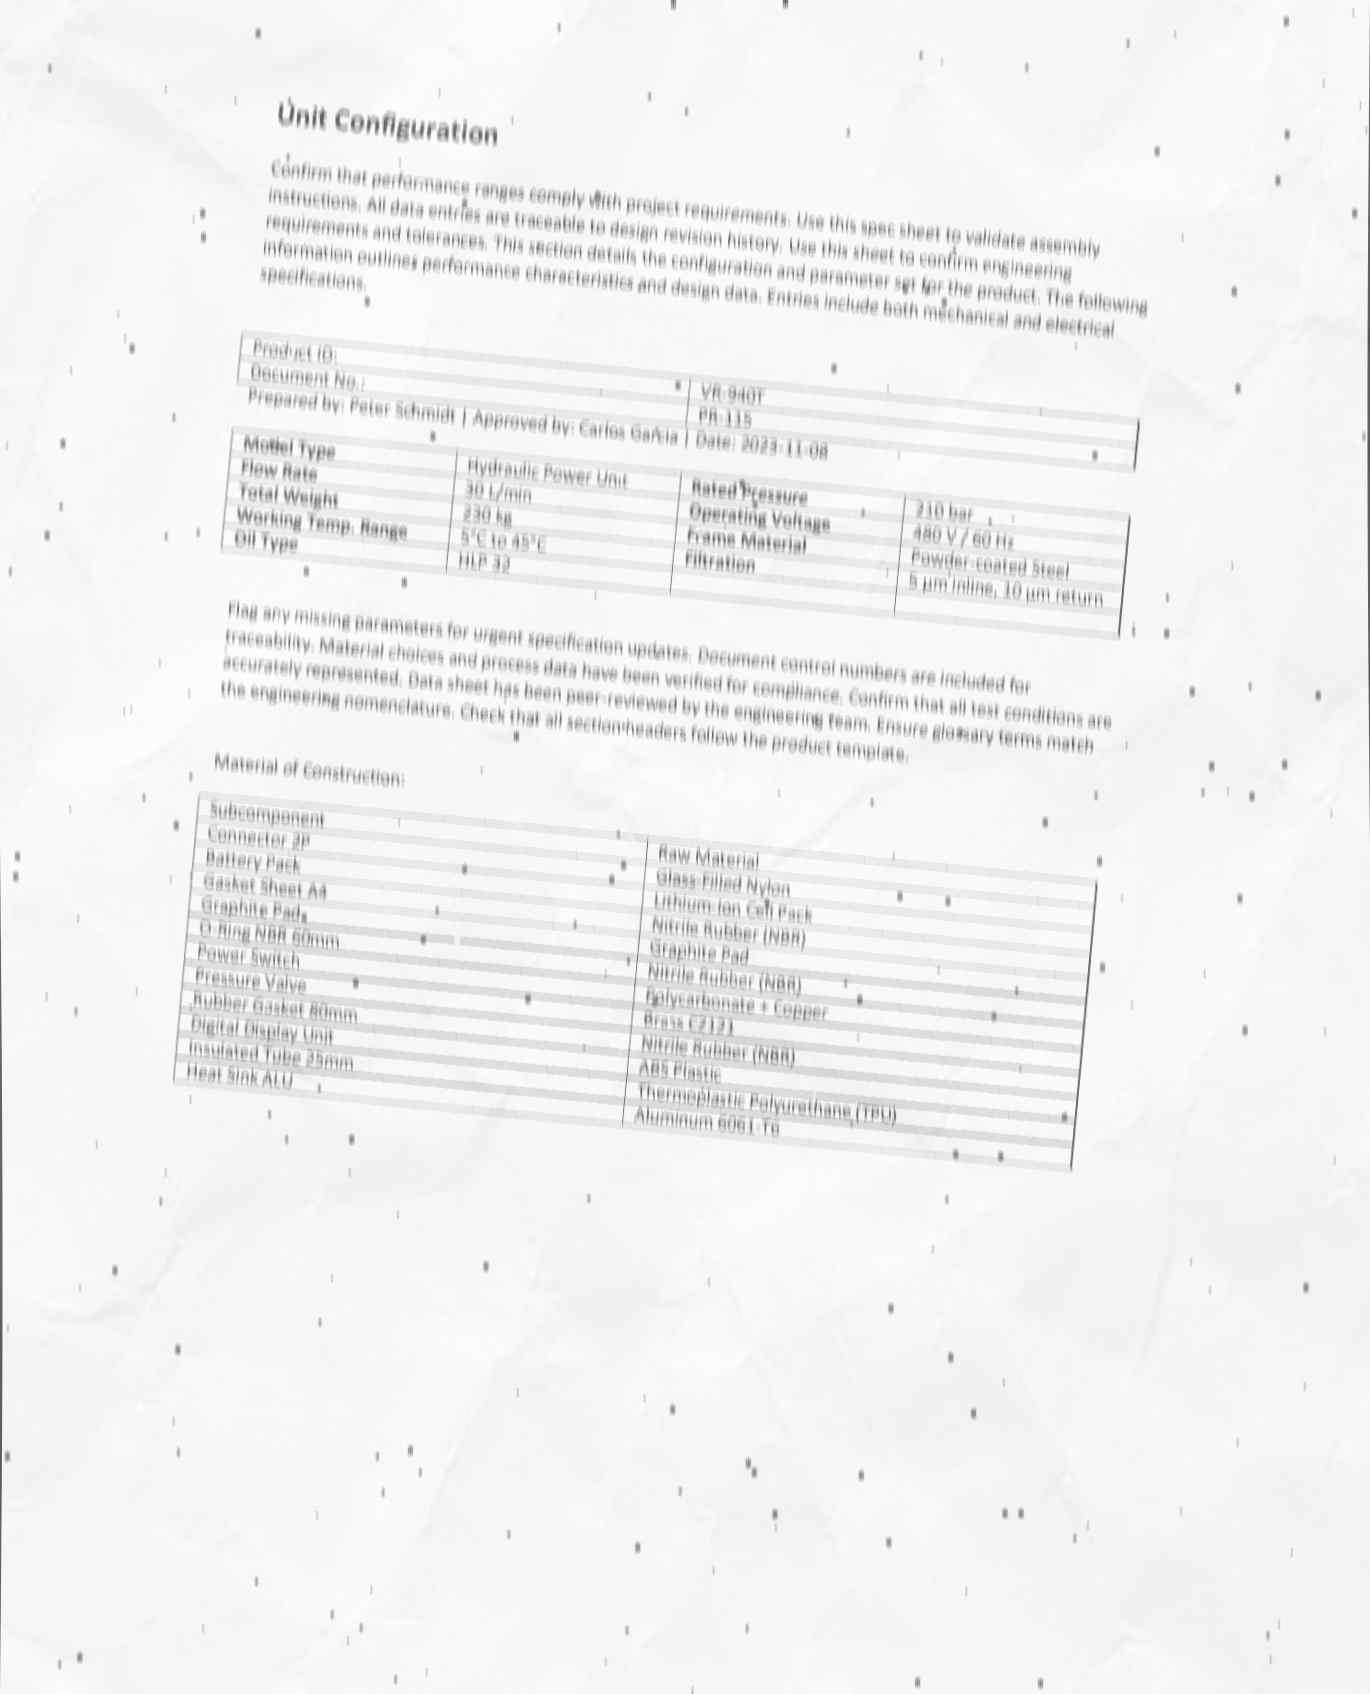 Unit Configuration
Confirm that performance ranges comply with project requirements. Use this spec sheet to validate assembly
instructions. All data entries are traceable to design revision history. Use this sheet to confirm engineering
requirements and tolerances. This section details the configuration and parameter set for the product. The following
information outlines performance characteristics and design data. Entries include both mechanical and electrical
specifications.
Product ID: VR-940T
Document No.: PR-115
Prepared by: Peter Schmidt | Approved by: Carlos Garcia | Date: 2023-11-08
Model Type Hydraulic Power Unit Rated Pressure 210 bar
Flow Rate 30 L/min Operating Voltage 480 V / 60 Hz
Total Weight 230 kg Frame Material Powder-coated Steel
Working Temp. Range 5°C to 45°C Filtration 5 µm inline, 10 µm return
Oil Type HLP 32
Flag any missing parameters for urgent specification updates. Document control numbers are included for
traceability. Material choices and process data have been verified for compliance. Confirm that all test conditions are
accurately represented. Data sheet has been peer-reviewed by the engineering team. Ensure glossary terms match
the engineering nomenclature. Check that all section headers follow the product template.
Material of Construction:
Subcomponent Raw Material
Connector 2P Glass-Filled Nylon
Battery Pack Lithium-Ion Cell Pack
Gasket Sheet A4 Nitrile Rubber (NBR)
Graphite Pads Graphite Pad
O-Ring NBR 60mm Nitrile Rubber (NBR)
Power Switch Polycarbonate + Copper
Pressure Valve Brass CZ121
Rubber Gasket 80mm Nitrile Rubber (NBR)
Digital Display Unit ABS Plastic
Insulated Tube 25mm Thermoplastic Polyurethane (TPU)
Heat Sink ALU Aluminum 6061-T6